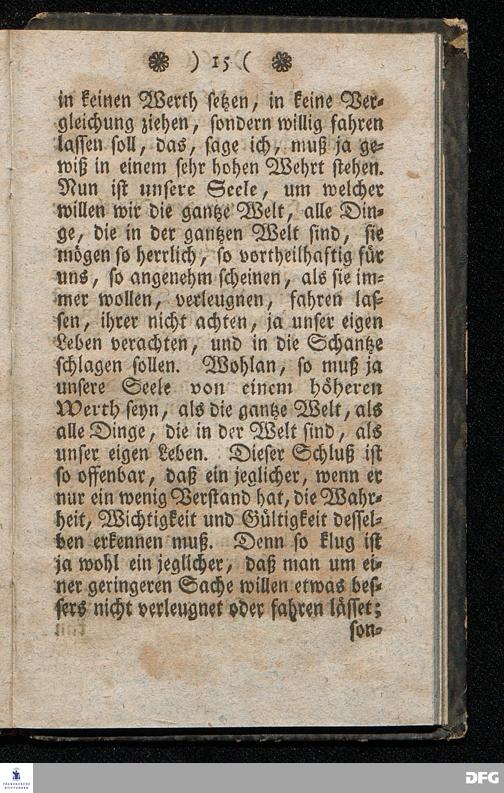 ) 15 (
in keinen Werth setzen, in keine Ver-
gleichung ziehen, sondern willig fahren
lassen soll, das, sage ich, muß ja ge-
wiß in einem sehr hohen Wehrt stehen.
Nun ist unsere Seele, um welcher
willen wir die gantze Welt, alle Din-
ge, die in der gantzen Welt sind, sie
mögen so herrlich, so vortheilhaftig für
uns, so angenehm scheinen, als sie im-
mer wollen, verleugnen, fahren las-
sen, ihrer nicht achten, ja unser eigen
Leben verachten, und in die Schantze
schlagen sollen. Wohlan, so muß ja
unsere Seele von einem höheren
Werth seyn, als die gantze Welt, als
alle Dinge, die in der Welt sind, als
unser eigen Leben. Dieser Schluß ist
so offenbar, daß ein jeglicher, wenn er
nur ein wenig Verstand hat, die Wahr-
heit, Wichtigkeit und Gültigkeit dessel-
ben erkennen muß. Denn so klug ist
ja wohl ein jeglicher, daß man um ei-
ner geringeren Sache willen etwas bes-
sers nicht verleugnet oder fahren lässet;
son-
FRANCKESCHE
STIFTUNGEN
DFG